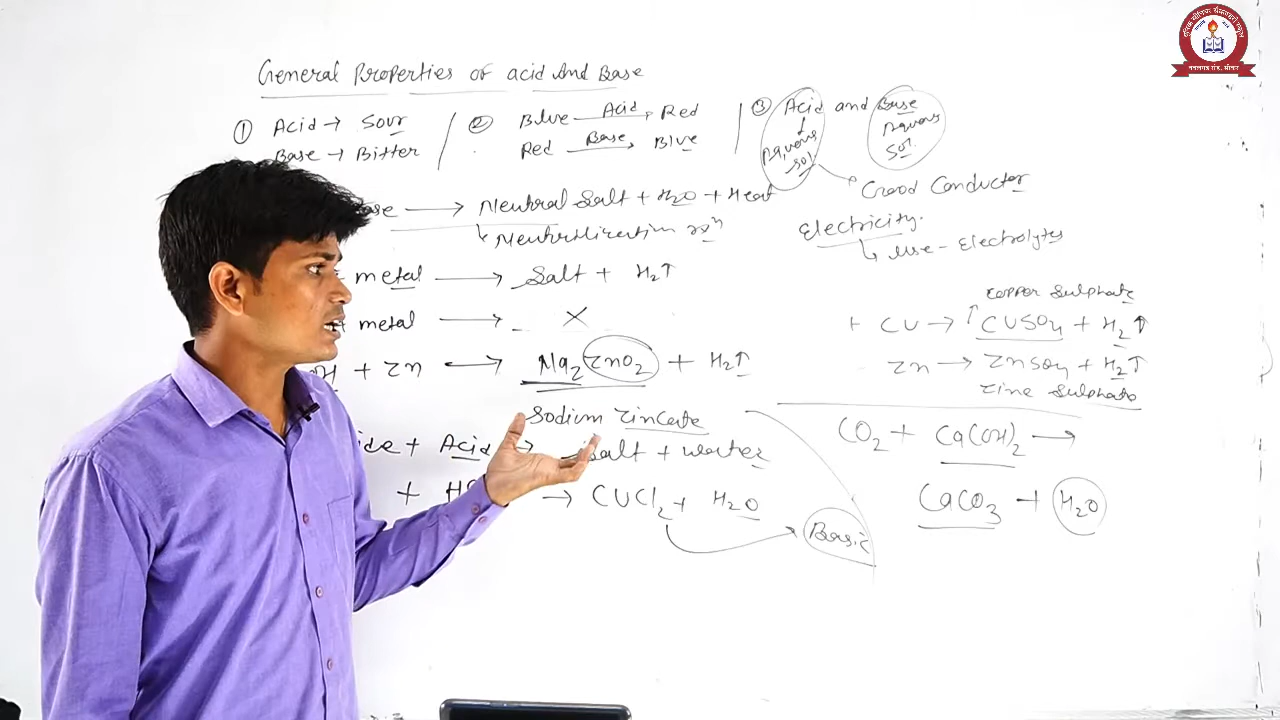 General Properties of Acid And Base
① Acid → Sour
Base → Bitter
② Blue Acid → Red
Red Base → Blue
③ Acid and Base
Aquous Sol.
Aquous Sol.
Good Conductor
Electricity.
↳ Use - Electrolytes
→ Neutral Salt + H₂O + Heat
metal → Salt + H₂↑
+ metal → ×
+ Zn → Na₂ZnO₂ + H₂↑
Sodium Zincate
+ Acid → Salt + Water
+ → CUCl₂ + H₂O
Basic
Copper Sulphate
+ CU → CUSO₄ + H₂↑
Zn → ZnSO₄ + H₂↑
Zinc Sulphate
CO₂ + Ca(OH)₂ →
CaCO₃ + H₂O